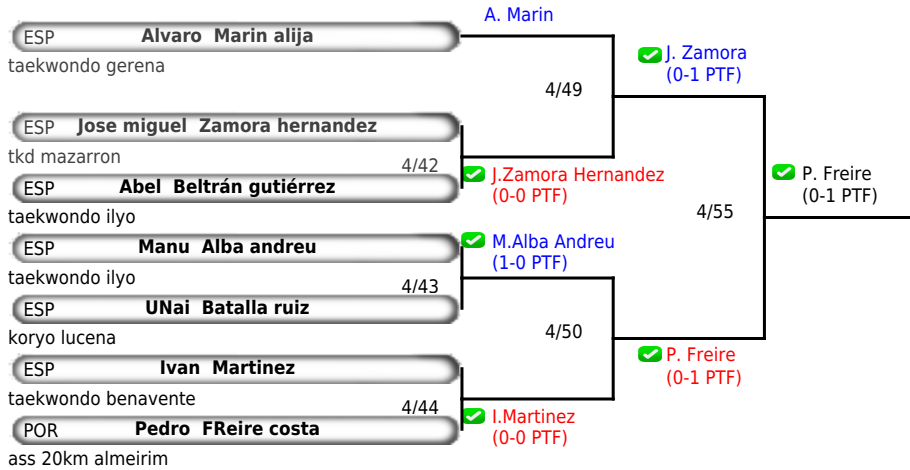 A. Marin
ESP Alvaro Marin alija
taekwondo gerena
J. Zamora
(0-1 PTF)
4/49
ESP Jose miguel Zamora hernandez
tkd mazarron
4/42
J.Zamora Hernandez
(0-0 PTF)
ESP Abel Beltrán gutiérrez
taekwondo ilyo
P. Freire
(0-1 PTF)
4/55
ESP Manu Alba andreu
taekwondo ilyo
M.Alba Andreu
(1-0 PTF)
4/43
ESP UNai Batalla ruiz
koryo lucena
4/50
P. Freire
(0-1 PTF)
ESP Ivan Martinez
taekwondo benavente
4/44
I.Martinez
(0-0 PTF)
POR Pedro FReire costa
ass 20km almeirim